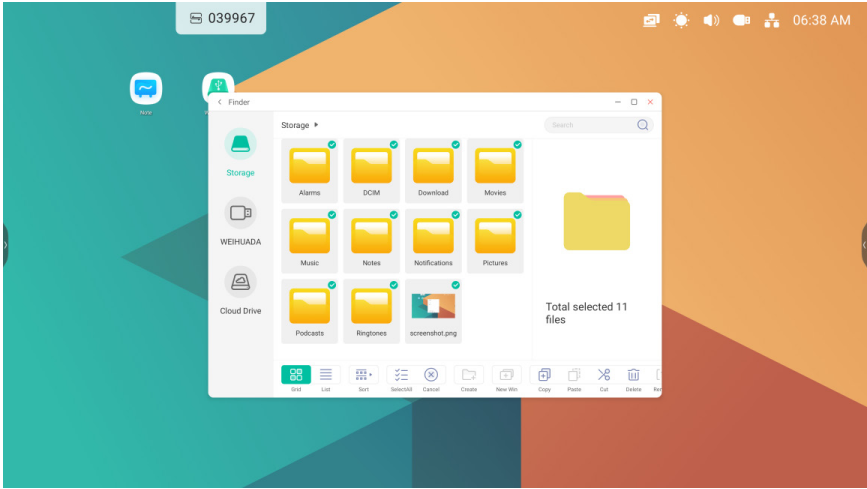 039967
06:38 AM
Note
Finder
Storage
Search
Storage
WEIHUADA
Cloud Drive
Alarms
DCIM
Download
Movies
Music
Notes
Notifications
Pictures
Podcasts
Ringtones
screenshot.png
Total selected 11
files
Grid
List
Sort
SelectAll
Cancel
Create
New Win
Copy
Paste
Cut
Delete